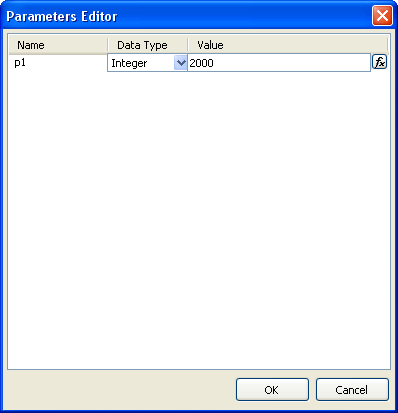 Parameters Editor
Name Data Type Value
p1 Integer 2000 fx
OK Cancel